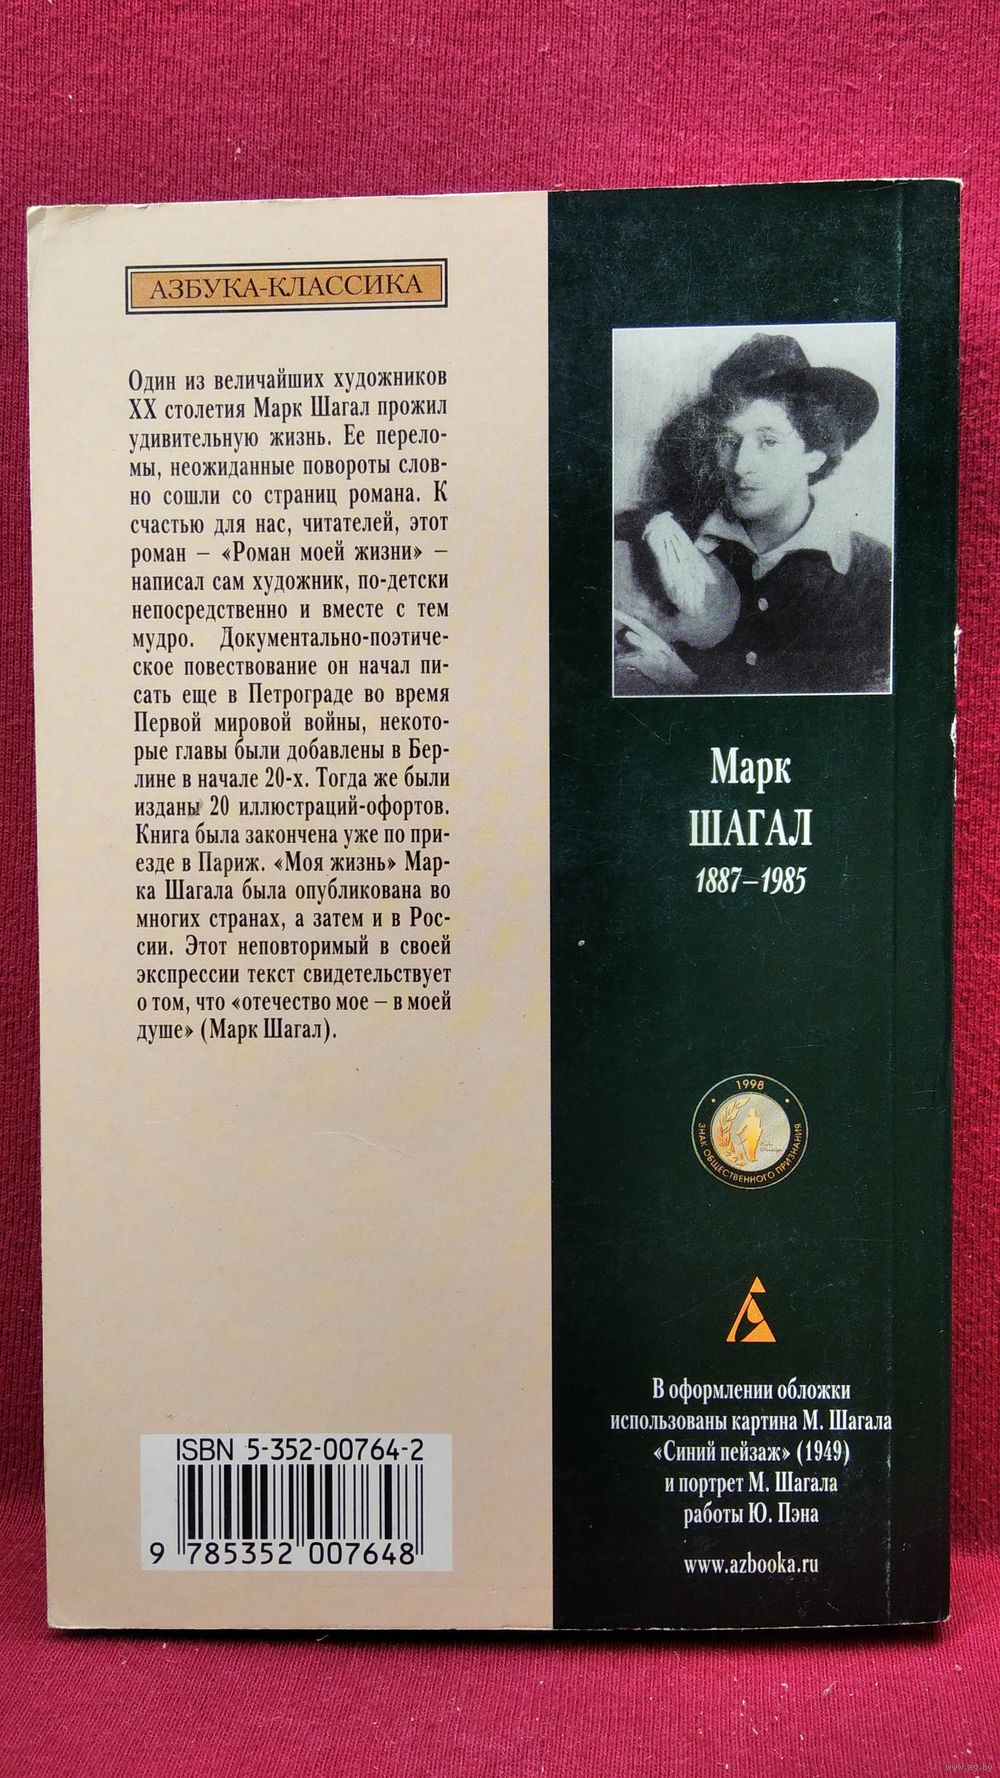 АЗБУКА-КЛАССИКА
Один из величайших художников
XX столетия Марк Шагал прожил
удивительную жизнь. Ее перело-
мы, неожиданные повороты слов-
но сошли со страниц романа. К
счастью для нас, читателей, этот
роман – «Роман моей жизни» –
написал сам художник, по-детски
непосредственно и вместе с тем
мудро. Документально-поэтиче-
ское повествование он начал пи-
сать еще в Петрограде во время
Первой мировой войны, некото-
рые главы были добавлены в Бер-
лине в начале 20-х. Тогда же были
изданы 20 иллюстраций-офортов.
Книга была закончена уже по при-
езде в Париж. «Моя жизнь» Мар-
ка Шагала была опубликована во
многих странах, а затем и в Рос-
сии. Этот неповторимый в своей
экспрессии текст свидетельствует
о том, что «отечество мое – в моей
душе» (Марк Шагал).
ISBN 5-352-00764-2
9 785352 007648
Марк
ШАГАЛ
1887–1985
1998
ЗНАК ОБЩЕСТВЕННОГО ПРИЗНАНИЯ
В оформлении обложки
использованы картина М. Шагала
«Синий пейзаж» (1949)
и портрет М. Шагала
работы Ю. Пэна
www.azbooka.ru
www.ay.by